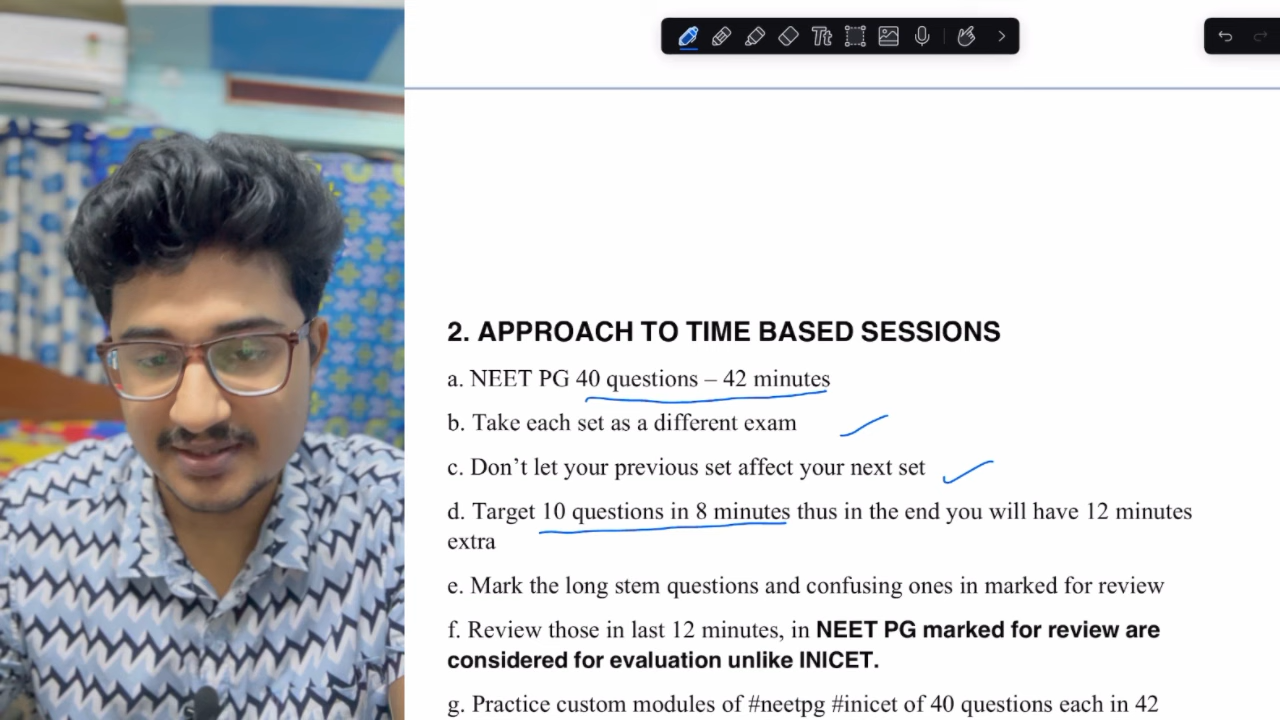 Tt
2. APPROACH TO TIME BASED SESSIONS
a. NEET PG 40 questions – 42 minutes
b. Take each set as a different exam
c. Don’t let your previous set affect your next set
d. Target 10 questions in 8 minutes thus in the end you will have 12 minutes
extra
e. Mark the long stem questions and confusing ones in marked for review
f. Review those in last 12 minutes, in NEET PG marked for review are
considered for evaluation unlike INICET.
g. Practice custom modules of #neetpg #inicet of 40 questions each in 42